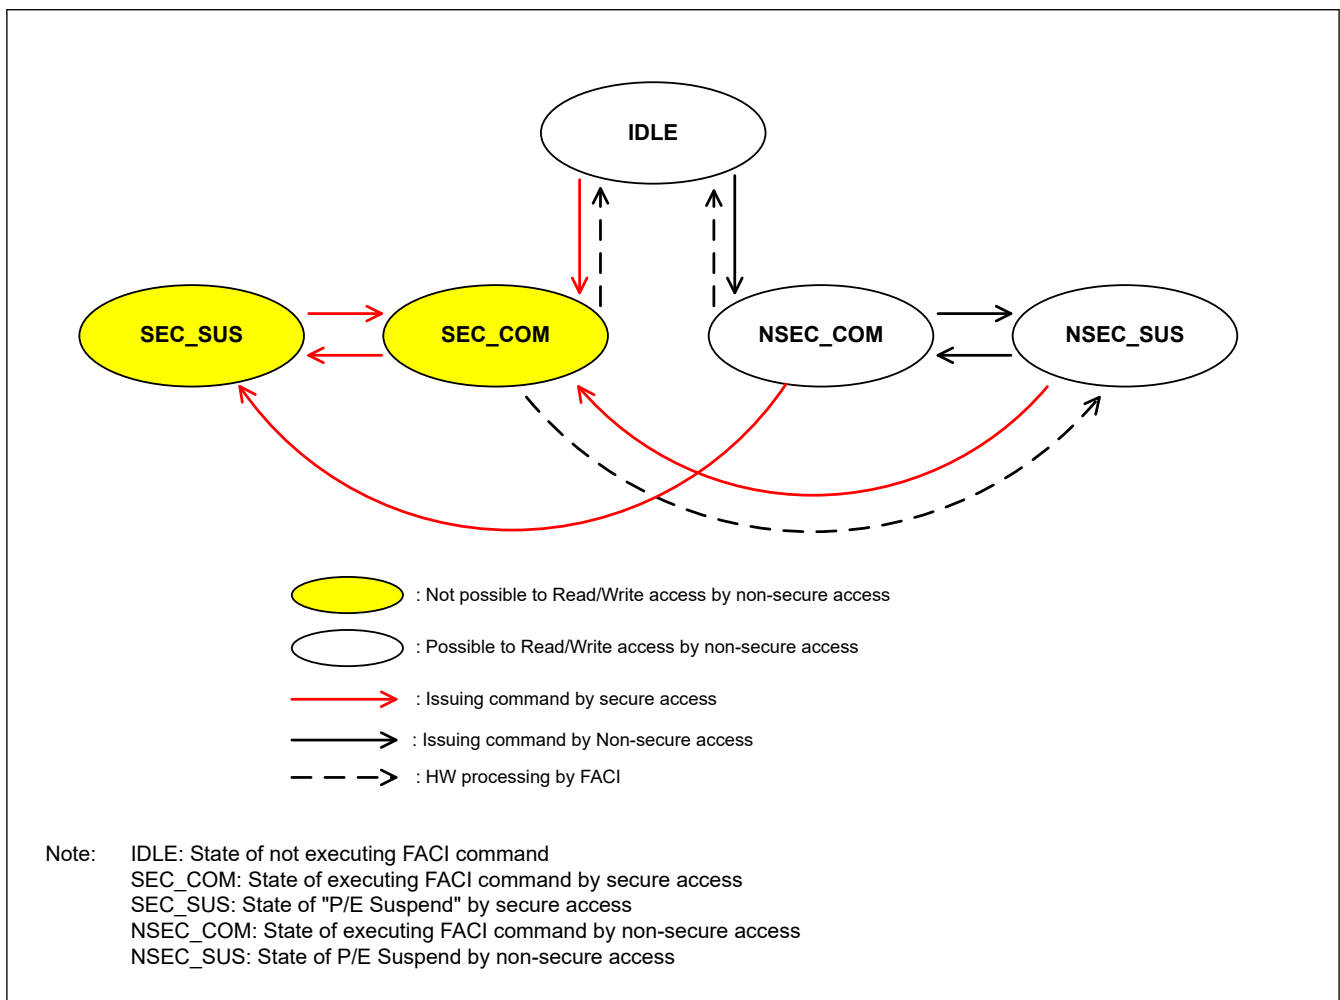 IDLE
SEC_SUS
SEC_COM
NSEC_COM
NSEC_SUS
: Not possible to Read/Write access by non-secure access
: Possible to Read/Write access by non-secure access
: Issuing command by secure access
: Issuing command by Non-secure access
: HW processing by FACI
Note: IDLE: State of not executing FACI command
SEC_COM: State of executing FACI command by secure access
SEC_SUS: State of "P/E Suspend" by secure access
NSEC_COM: State of executing FACI command by non-secure access
NSEC_SUS: State of P/E Suspend by non-secure access